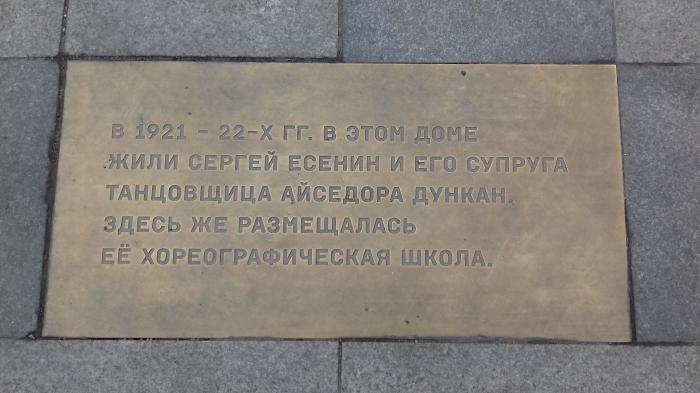 В 1921 - 22-Х ГГ. В ЭТОМ ДОМЕ
ЖИЛИ СЕРГЕЙ ЕСЕНИН И ЕГО СУПРУГА
ТАНЦОВЩИЦА АЙСЕДОРА ДУНКАН.
ЗДЕСЬ ЖЕ РАЗМЕЩАЛАСЬ
ЕЁ ХОРЕОГРАФИЧЕСКАЯ ШКОЛА.